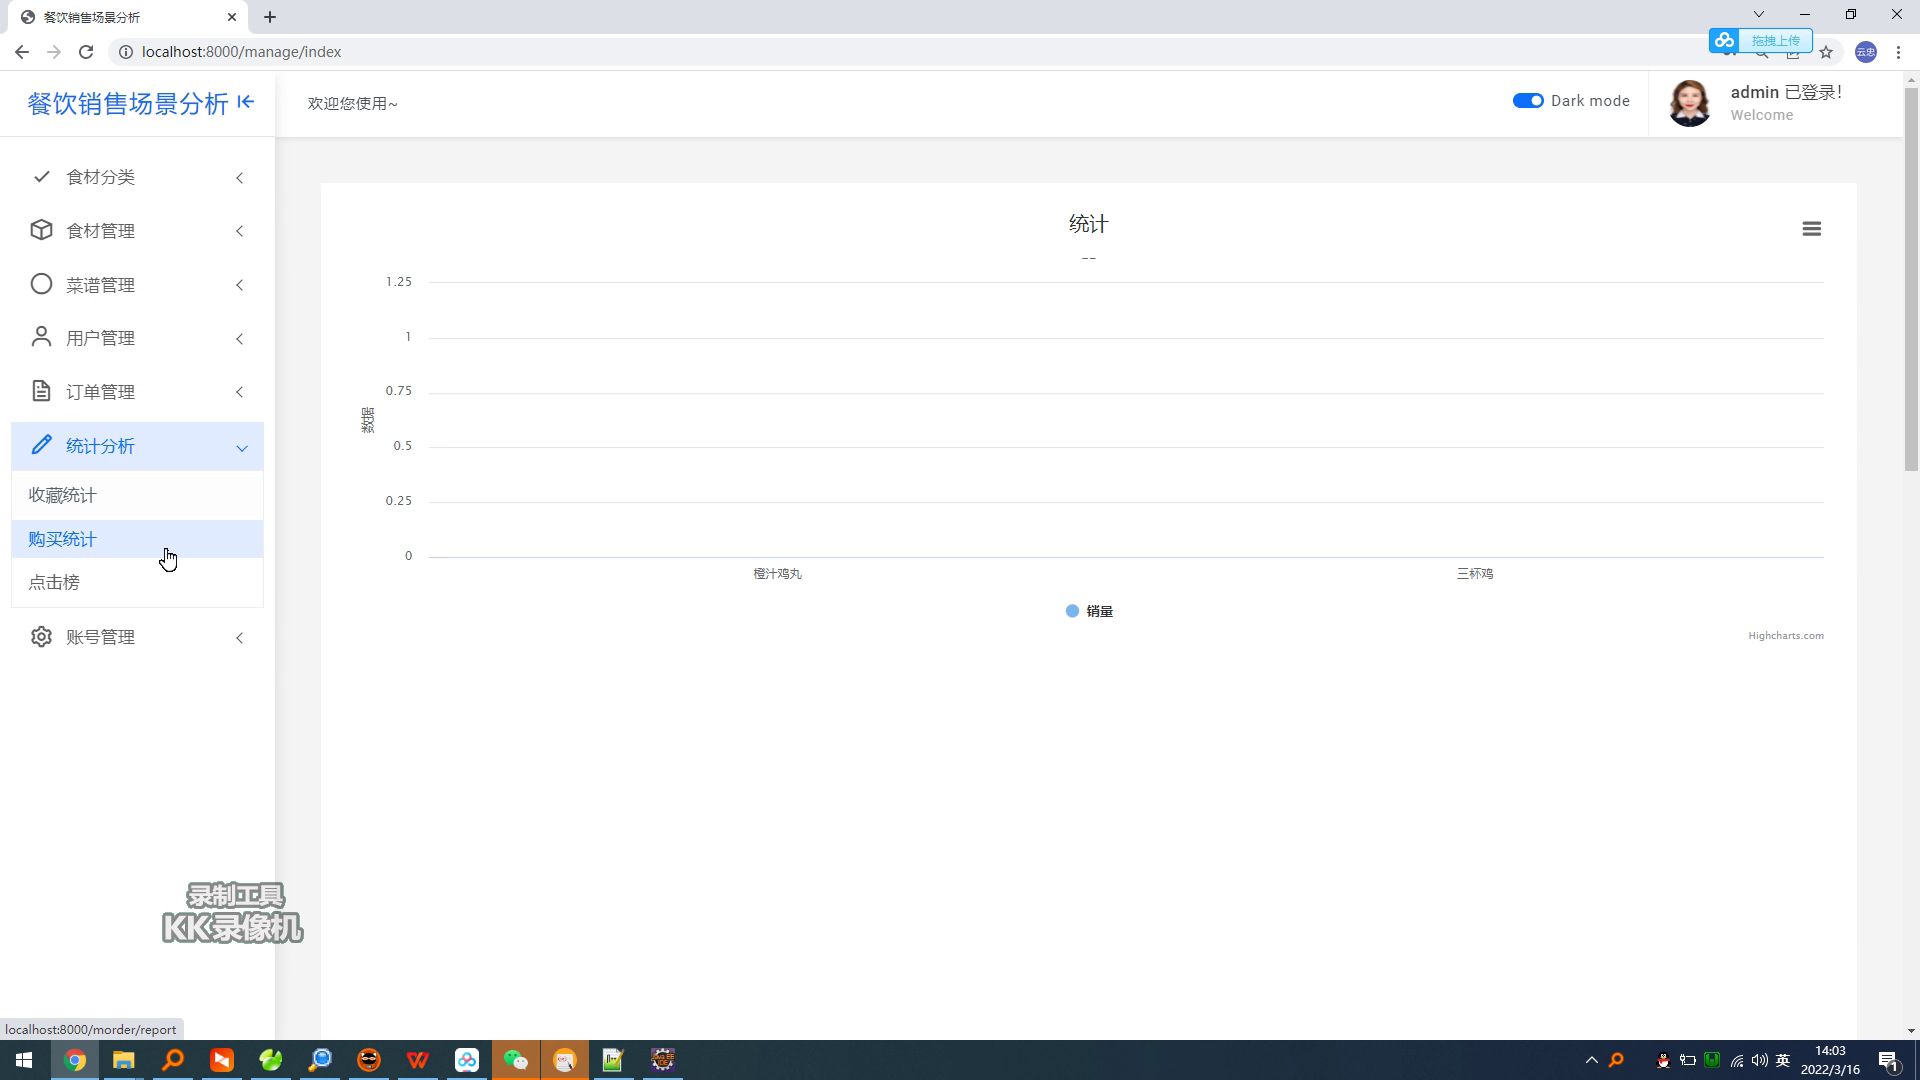 餐饮销售场景分析
localhost:8000/manage/index
拖拽上传
云忠
餐饮销售场景分析
欢迎您使用~
Dark mode
admin 已登录!
Welcome
食材分类
食材管理
菜谱管理
用户管理
订单管理
统计分析
收藏统计
购买统计
点击榜
账号管理
统计
--
1.25
1
0.75
0.5
0.25
0
数据
橙汁鸡丸
三杯鸡
销量
Highcharts.com
录制工具
KK录像机
localhost:8000/morder/report
英
14:03
2022/3/16
1